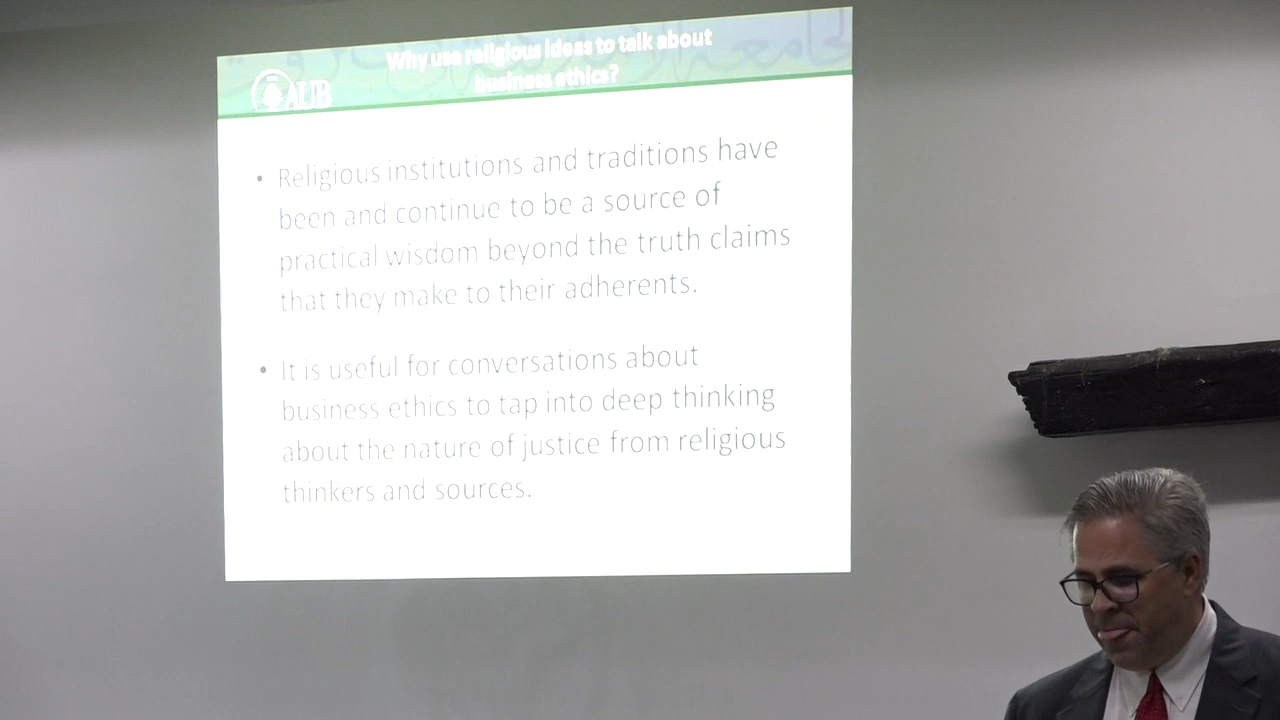 Why use religious ideas to talk about
business ethics?
AUB
• Religious institutions and traditions have
been and continue to be a source of
practical wisdom beyond the truth claims
that they make to their adherents.
• It is useful for conversations about
business ethics to tap into deep thinking
about the nature of justice from religious
thinkers and sources.